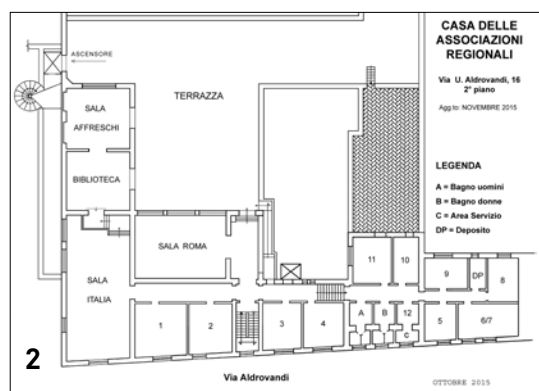 CASA DELLE
ASSOCIAZIONI
REGIONALI
Via U. Aldrovandi, 16
2° piano
Agg.to: NOVEMBRE 2015
ASCENSORE
TERRAZZA
SALA
AFFRESCHI
BIBLIOTECA
LEGENDA
A = Bagno uomini
B = Bagno donne
C = Area Servizio
DP = Deposito
SALA ROMA
SALA
ITALIA
11
10
9
DP
8
1
2
3
4
A
B
12
C
5
6/7
2
Via Aldrovandi
OTTOBRE 2015